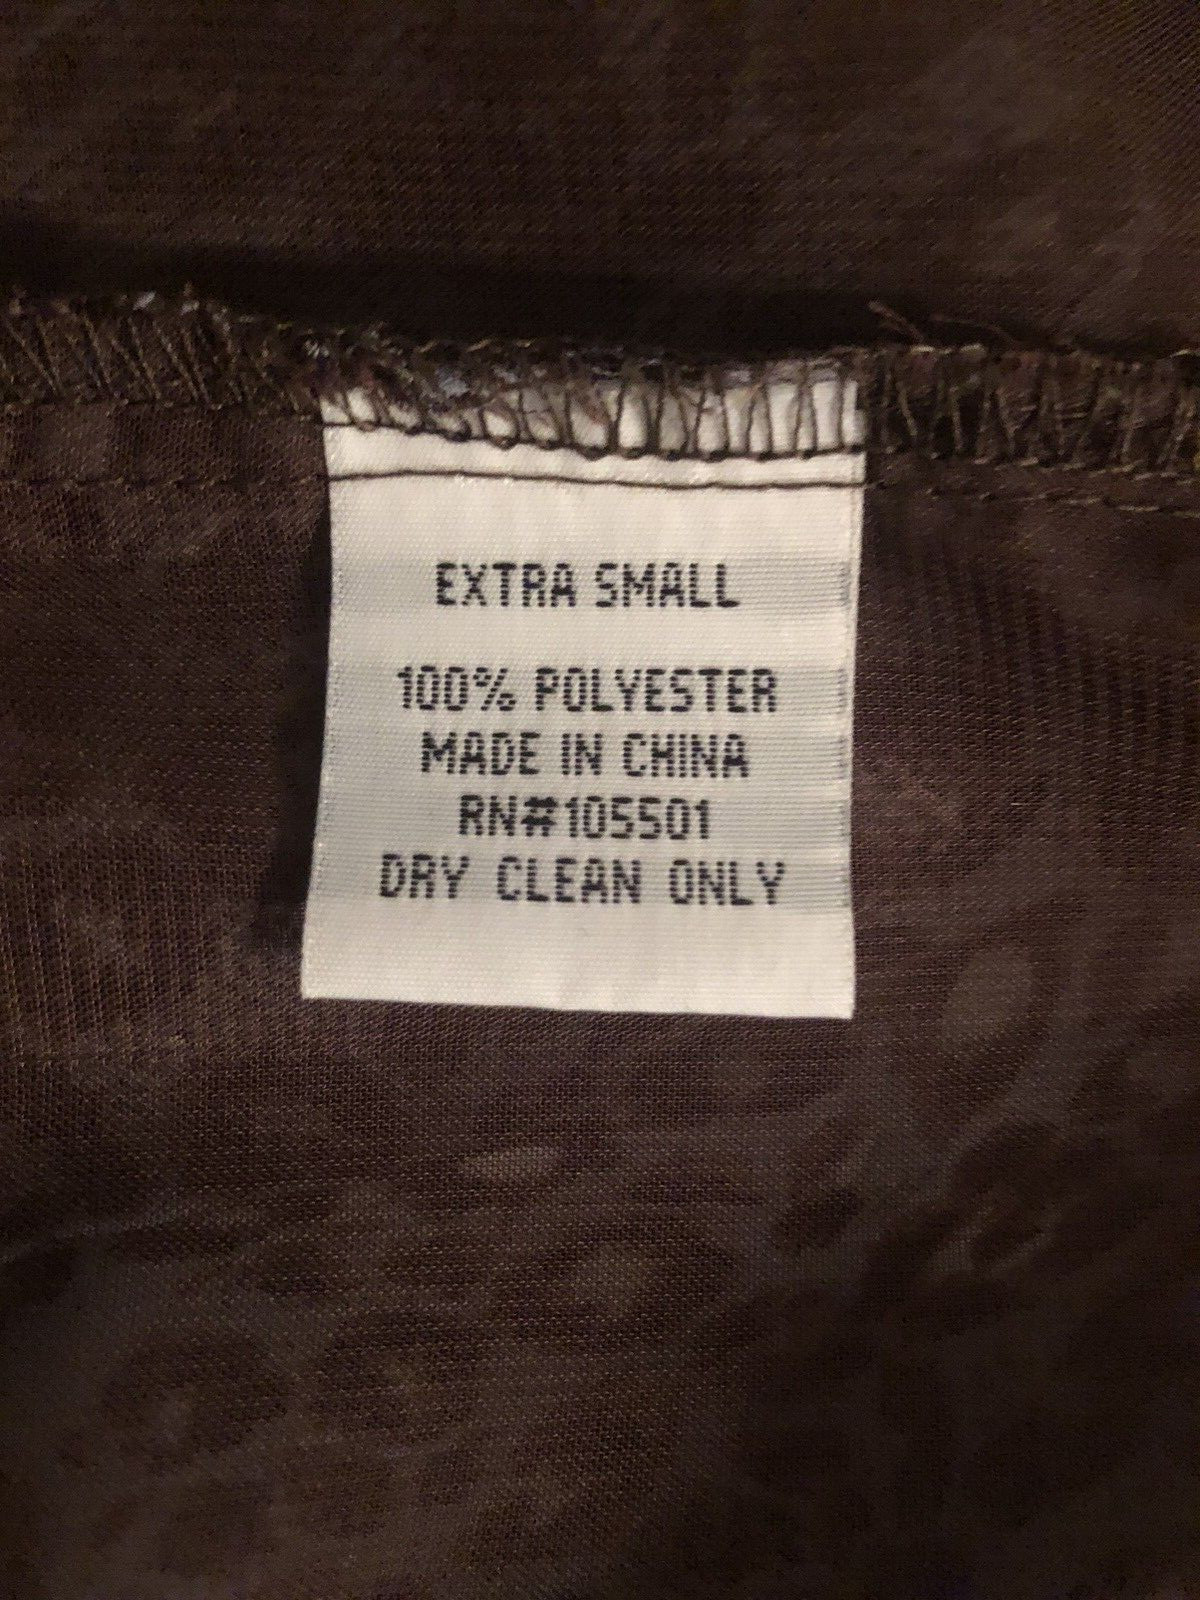 EXTRA SMALL
100% POLYESTER
MADE IN CHINA
RN#105501
DRY CLEAN ONLY